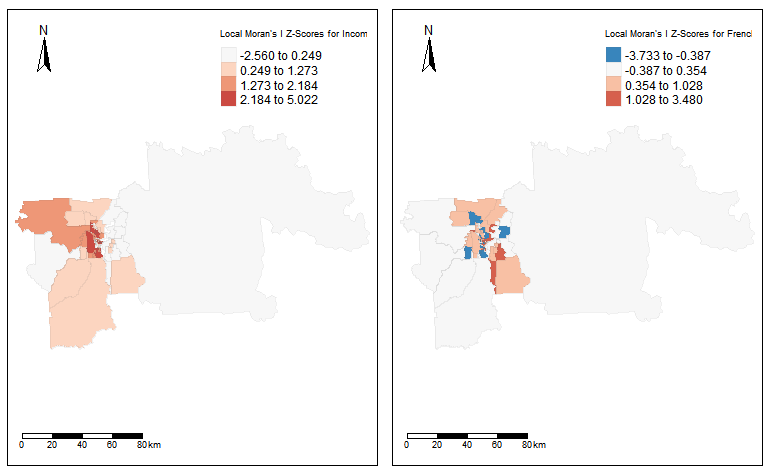 Local Moran's I Z-Scores for Incom
N
-2.560 to 0.249
0.249 to 1.273
1.273 to 2.184
2.184 to 5.022
0 20 40 60 80 km
Local Moran's I Z-Scores for Frencl
N
-3.733 to -0.387
-0.387 to 0.354
0.354 to 1.028
1.028 to 3.480
0 20 40 60 80 km